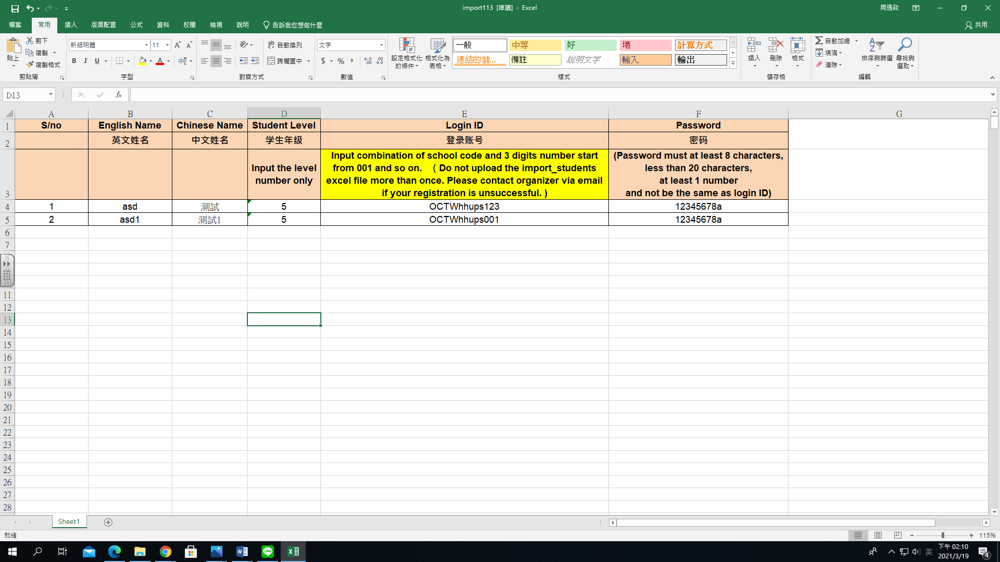 import113 [唯讀] - Excel
周逸政
檔案 常用 插入 版面配置 公式 資料 校閱 檢視 說明 告訴我您想做什麼 共用
貼上 剪下 複製 複製格式 剪貼簿
新細明體 11 B I U 中ž 字型
自動換列 跨欄置中 對齊方式
文字 $ % , 數值
設定格式化的條件 格式化為表格
一般 中等 好 壞 計算方式
連結的儲... 備註 說明文字 輸入 輸出
樣式
插入 刪除 格式 儲存格
自動加總 填滿 清除 排序與篩選 尋找與選取 編輯
D13 fx
A B C D E F G
1 S/no English Name Chinese Name Student Level Login ID Password
2 英文姓名 中文姓名 学生年级 登录账号 密码
3
Input the level
number only
Input combination of school code and 3 digits number start
from 001 and so on. ( Do not upload the import_students
excel file more than once. Please contact organizer via email
if your registration is unsuccessful. )
(Password must at least 8 characters,
less than 20 characters,
at least 1 number
and not be the same as login ID)
4 1 asd 測試 5 OCTWhhups123 12345678a
5 2 asd1 測試1 5 OCTWhhups001 12345678a
6
7
8
9
10
11
12
13
14
15
16
17
18
19
20
21
22
23
24
25
26
27
28
Sheet1
就緒 115%
英 下午 02:10
2021/3/19
4